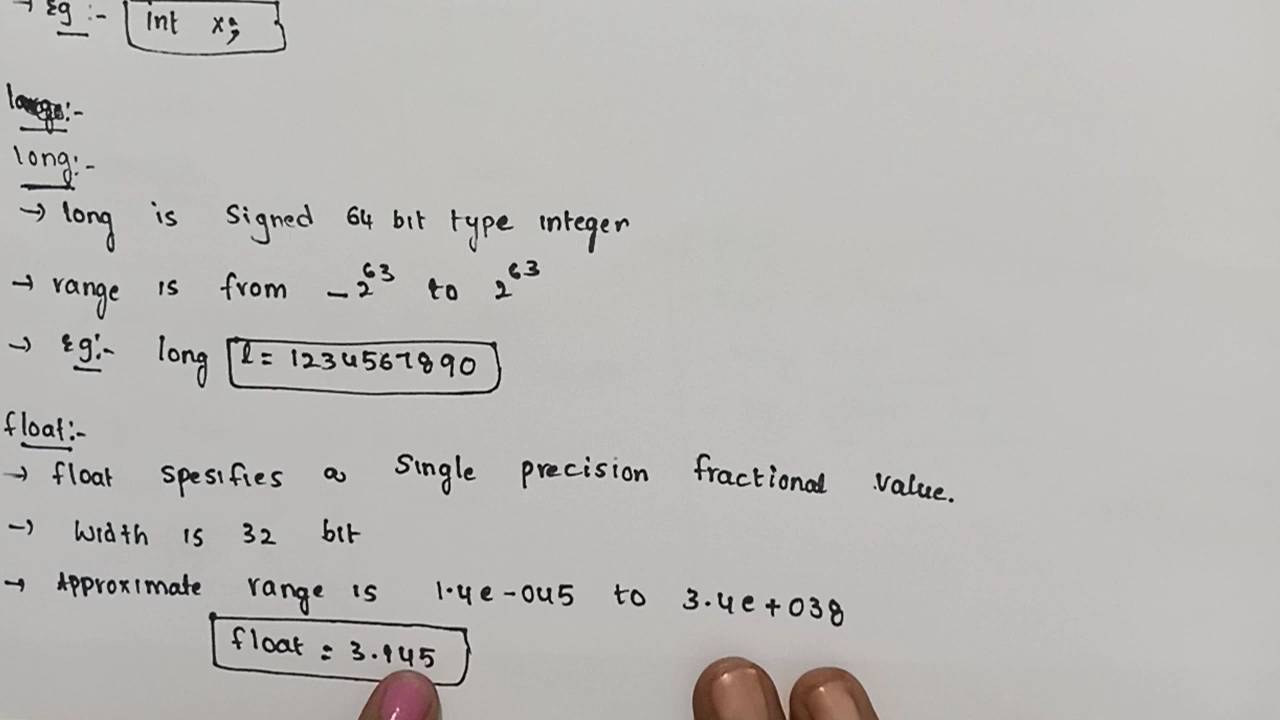 → Eg :- int x;
long:-
→ long is Signed 64 bit type integer
→ range is from -2^63 to 2^63
→ Eg:- long l = 1234567890
float:-
→ float spesifies a Single precision fractional value.
→ Width is 32 bit
→ Approximate range is 1.4e-045 to 3.4e+038
float = 3.145